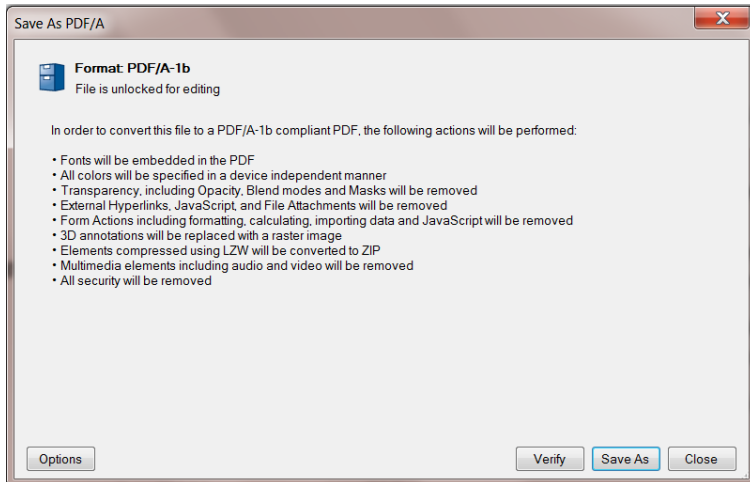 Save As PDF/A
Format: PDF/A-1b
File is unlocked for editing
In order to convert this file to a PDF/A-1b compliant PDF, the following actions will be performed:
• Fonts will be embedded in the PDF
• All colors will be specified in a device independent manner
• Transparency, including Opacity, Blend modes and Masks will be removed
• External Hyperlinks, JavaScript, and File Attachments will be removed
• Form Actions including formatting, calculating, importing data and JavaScript will be removed
• 3D annotations will be replaced with a raster image
• Elements compressed using LZW will be converted to ZIP
• Multimedia elements including audio and video will be removed
• All security will be removed
Options Verify Save As Close